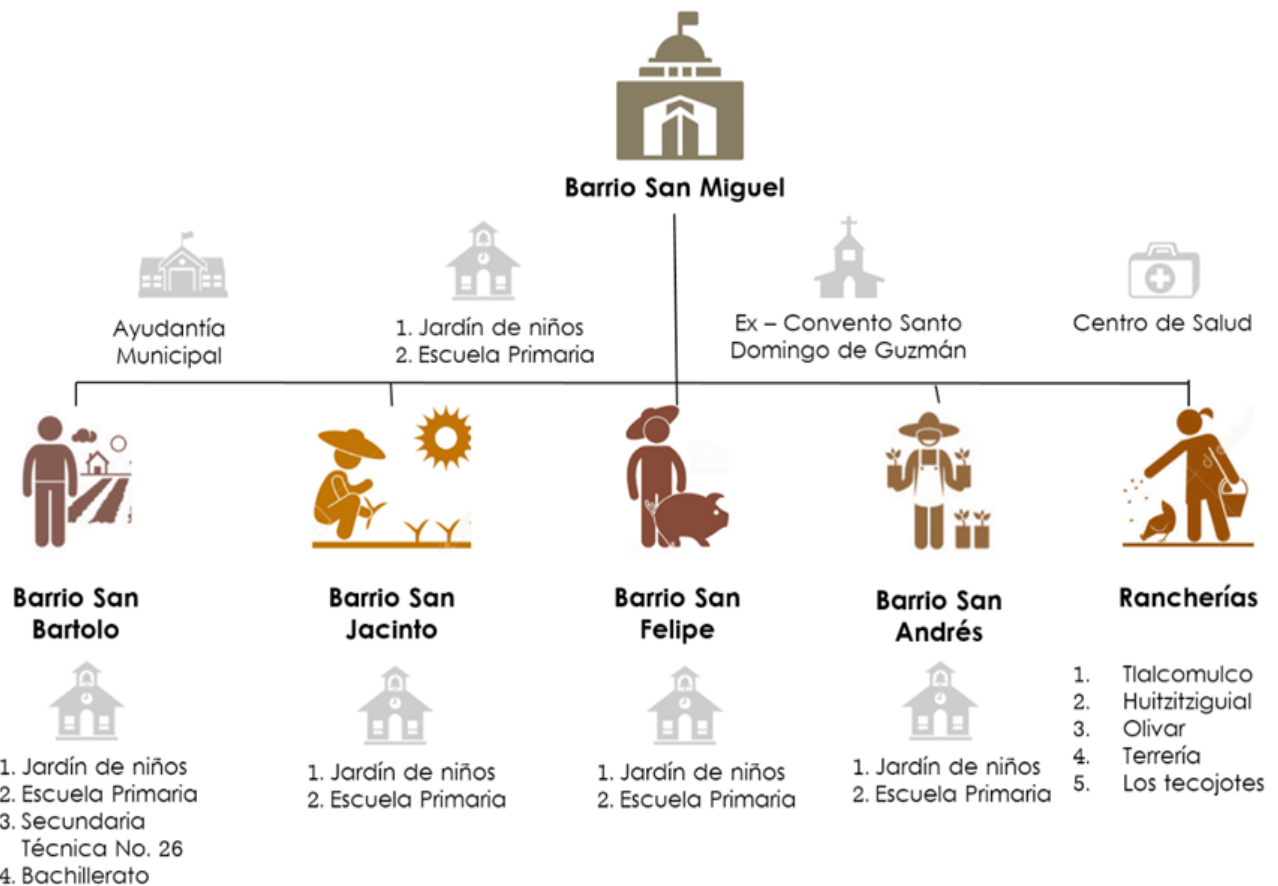 Barrio San Miguel
Ayudantía
Municipal
1. Jardín de niños
2. Escuela Primaria
Ex – Convento Santo
Domingo de Guzmán
Centro de Salud
Barrio San
Bartolo
Barrio San
Jacinto
Barrio San
Felipe
Barrio San
Andrés
Rancherías
1. Jardín de niños
2. Escuela Primaria
3. Secundaria
Técnica No. 26
4. Bachillerato
1. Jardín de niños
2. Escuela Primaria
1. Jardín de niños
2. Escuela Primaria
1. Jardín de niños
2. Escuela Primaria
1. Tlalcomulco
2. Huitzitziguial
3. Olivar
4. Terrería
5. Los tecojotes